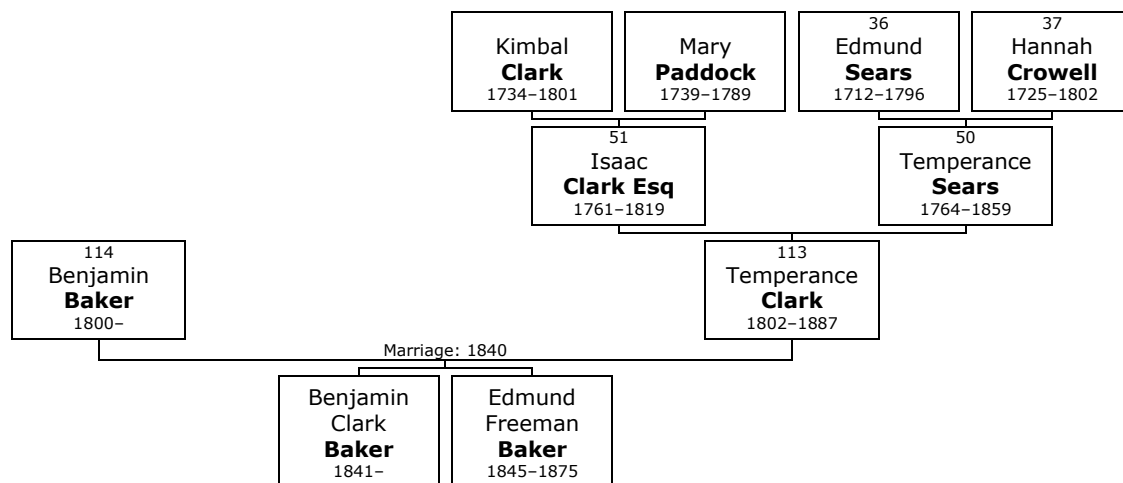 Kimbal
Clark
1734–1801
Mary
Paddock
1739–1789
36
Edmund
Sears
1712–1796
37
Hannah
Crowell
1725–1802
51
Isaac
Clark Esq
1761–1819
50
Temperance
Sears
1764–1859
114
Benjamin
Baker
1800–
113
Temperance
Clark
1802–1887
Marriage: 1840
Benjamin
Clark
Baker
1841–
Edmund
Freeman
Baker
1845–1875